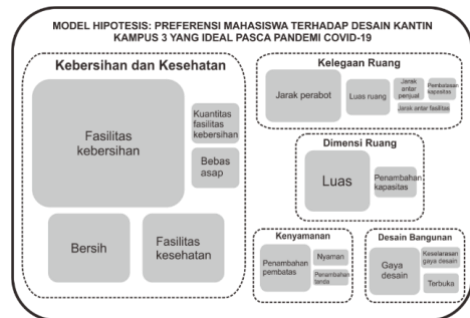 MODEL HIPOTESIS: PREFERENSI MAHASISWA TERHADAP DESAIN KANTIN
KAMPUS 3 YANG IDEAL PASCA PANDEMI COVID-19
Kebersihan dan Kesehatan
Fasilitas
kebersihan
Kuantitas
fasilitas
kebersihan
Bebas
asap
Bersih
Fasilitas
kesehatan
Kelegaan Ruang
Jarak perabot
Luas ruang
Jarak
antar
penjual
Pembatasan
kapasitas
Jarak antar fasilitas
Dimensi Ruang
Luas
Penambahan
kapasitas
Kenyamanan
Penambahan
pembatas
Nyaman
Penambahan
tanda
Desain Bangunan
Gaya
desain
Keselarasan
gaya desain
Terbuka